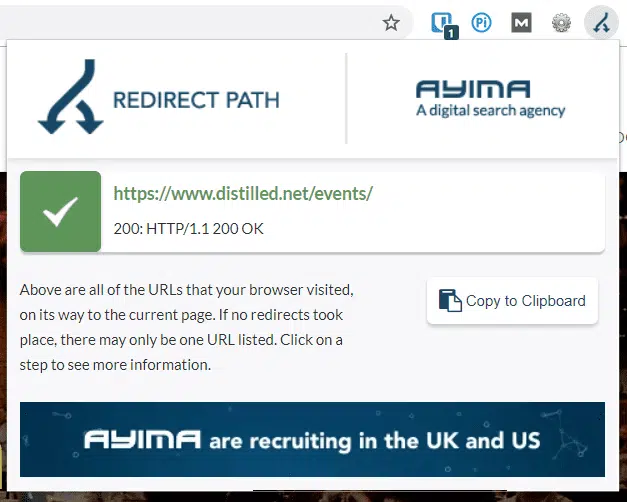 1
Pi
M
REDIRECT PATH
AYIMA
A digital search agency
https://www.distilled.net/events/
200: HTTP/1.1 200 OK
Above are all of the URLs that your browser visited,
on its way to the current page. If no redirects took
place, there may only be one URL listed. Click on a
step to see more information.
Copy to Clipboard
AYIMA are recruiting in the UK and US